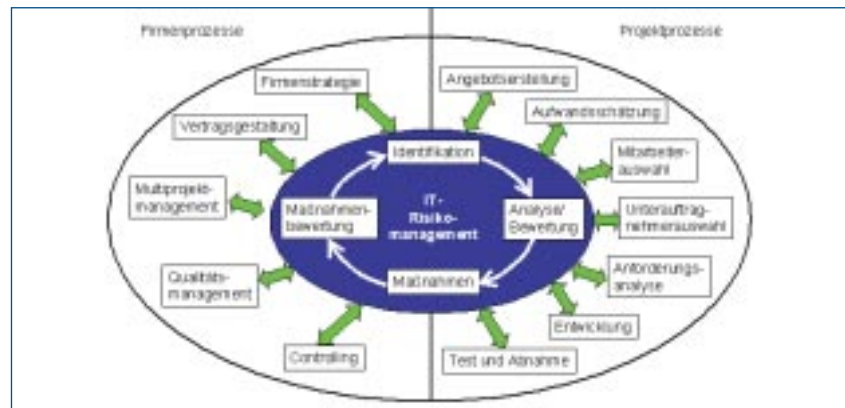 Firmenprozesse
Projektprozesse
Firmenstrategie
Angebotserstellung
Vertragsgestaltung
Aufwandsschätzung
Identifikation
Mitarbeiter-
auswahl
Multiprojekt-
management
Maßnahmen-
bewertung
IT-
Risiko-
management
Analyse/
Bewertung
Unterauftrag-
nehmerauswahl
Maßnahmen
Qualitäts-
management
Anforderungs-
analyse
Entwicklung
Controlling
Test und Abnahme